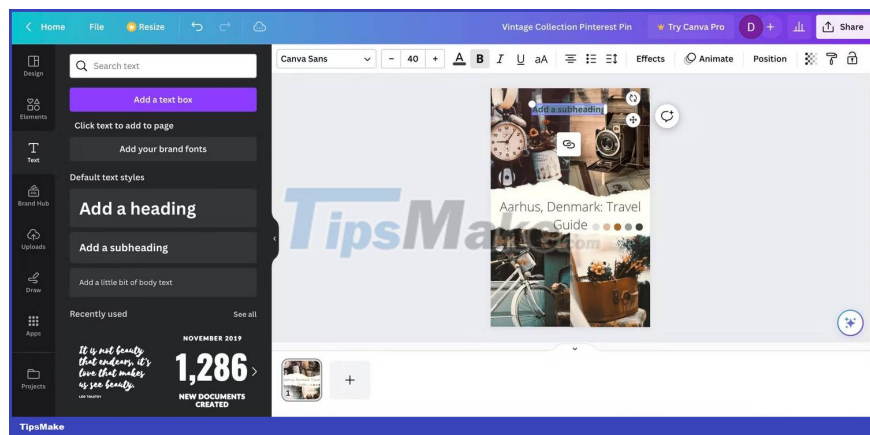 Home
File
Resize
Vintage Collection Pinterest Pin
Try Canva Pro
D
+
Share
Design
Elements
Text
Brand Hub
Uploads
Draw
Apps
Projects
Search text
Add a text box
Click text to add to page
Add your brand fonts
Default text styles
Add a heading
Add a subheading
Add a little bit of body text
Recently used
See all
It is not beauty
that endears, it's
love that makes
us see beauty.
LEO TOLSTOY
NOVEMBER 2019
1,286
NEW DOCUMENTS
CREATED
Canva Sans
- 40 +
A B I U aA
Effects
Animate
Position
Add a subheading
Aarhus, Denmark: Travel
Guide
TipsMake
.com
1
+
TipsMake